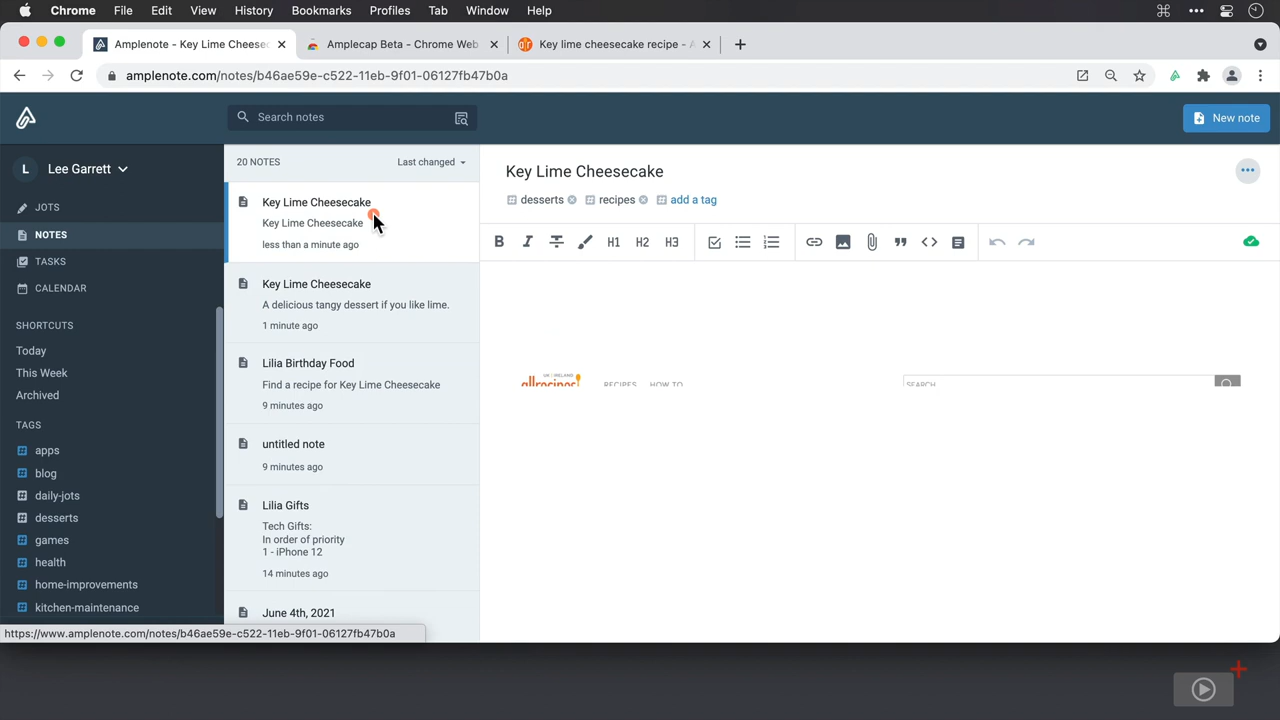 Chrome File Edit View History Bookmarks Profiles Tab Window Help
Amplenote - Key Lime Cheesec
Amplecap Beta - Chrome Web
Key lime cheesecake recipe - A
amplenote.com/notes/b46ae59e-c522-11eb-9f01-06127fb47b0a
Search notes
New note
L Lee Garrett
JOTS
NOTES
TASKS
CALENDAR
SHORTCUTS
Today
This Week
Archived
TAGS
apps
blog
daily-jots
desserts
games
health
home-improvements
kitchen-maintenance
20 NOTES Last changed
Key Lime Cheesecake
Key Lime Cheesecake
less than a minute ago
Key Lime Cheesecake
A delicious tangy dessert if you like lime.
1 minute ago
Lilia Birthday Food
Find a recipe for Key Lime Cheesecake
9 minutes ago
untitled note
9 minutes ago
Lilia Gifts
Tech Gifts:
In order of priority
1 - iPhone 12
14 minutes ago
June 4th, 2021
Key Lime Cheesecake
desserts recipes add a tag
B I H1 H2 H3
UK | IRELAND
allrecipes RECIPES HOW TO SEARCH
https://www.amplenote.com/notes/b46ae59e-c522-11eb-9f01-06127fb47b0a